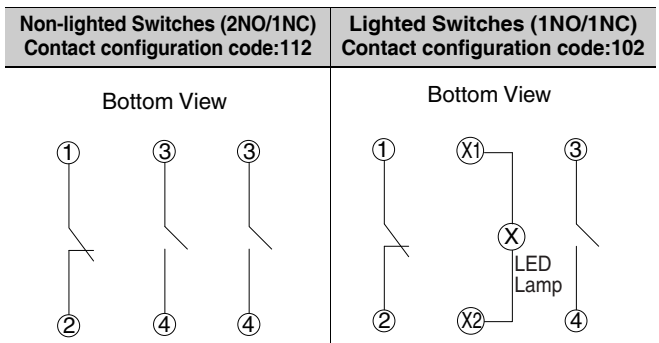 Non-lighted Switches (2NO/1NC)
Contact configuration code:112
Lighted Switches (1NO/1NC)
Contact configuration code:102
Bottom View
1 3 3
2 4 4
Bottom View
1 X1 3
X
LED
Lamp
2 X2 4